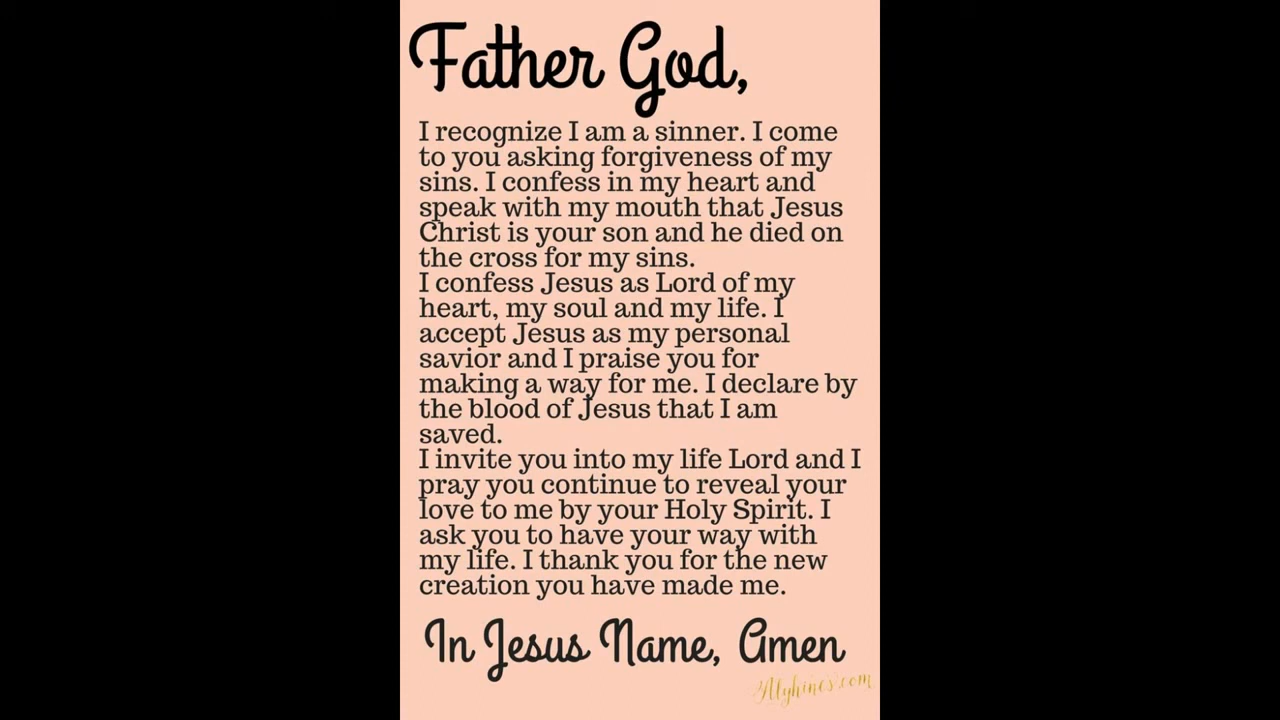 Father God,
I recognize I am a sinner. I come
to you asking forgiveness of my
sins. I confess in my heart and
speak with my mouth that Jesus
Christ is your son and he died on
the cross for my sins.
I confess Jesus as Lord of my
heart, my soul and my life. I
accept Jesus as my personal
savior and I praise you for
making a way for me. I declare by
the blood of Jesus that I am
saved.
I invite you into my life Lord and I
pray you continue to reveal your
love to me by your Holy Spirit. I
ask you to have your way with
my life. I thank you for the new
creation you have made me.
In Jesus Name, Amen
Alyhines.com